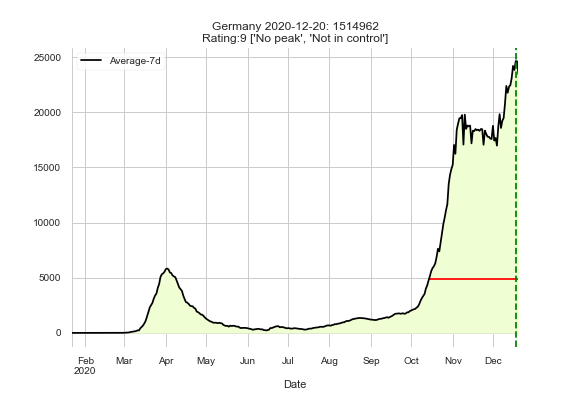 Germany 2020-12-20: 1514962
Rating:9 ['No peak', 'Not in control']
Average-7d
25000
20000
15000
10000
5000
0
Feb Mar Apr May Jun Jul Aug Sep Oct Nov Dec
2020
Date